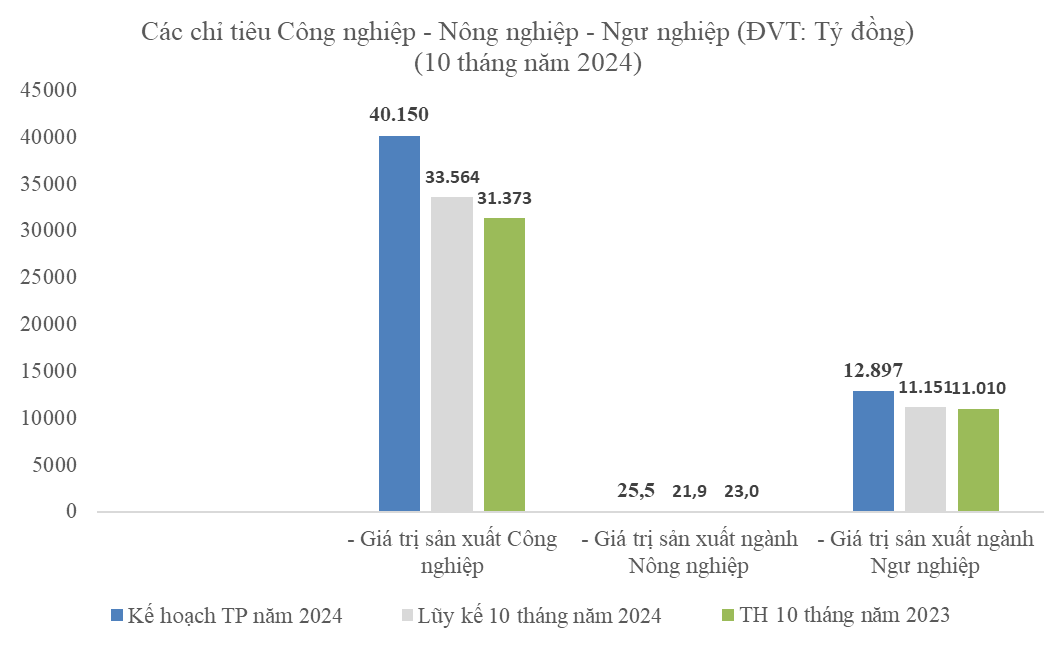 Các chỉ tiêu Công nghiệp - Nông nghiệp - Ngư nghiệp (ĐVT: Tỷ đồng)
(10 tháng năm 2024)
45000
40000
35000
30000
25000
20000
15000
10000
5000
0
40.150
33.564
31.373
25,5
21,9
23,0
12.897
11.151
11.010
- Giá trị sản xuất Công
nghiệp
- Giá trị sản xuất ngành
Nông nghiệp
- Giá trị sản xuất ngành
Ngư nghiệp
Kế hoạch TP năm 2024
Lũy kế 10 tháng năm 2024
TH 10 tháng năm 2023